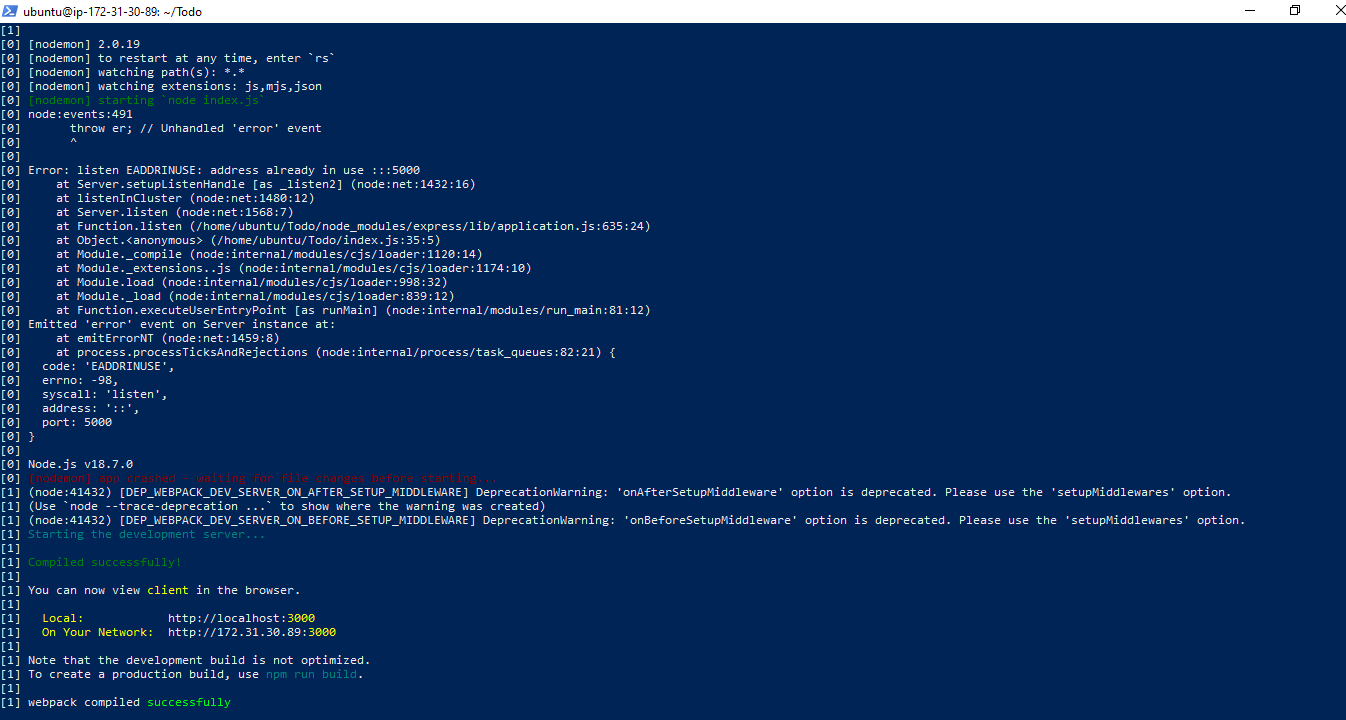 ubuntu@ip-172-31-30-89: ~/Todo
[1]
[0] [nodemon] 2.0.19
[0] [nodemon] to restart at any time, enter `rs`
[0] [nodemon] watching path(s): *.*
[0] [nodemon] watching extensions: js,mjs,json
[0] [nodemon] starting `node index.js`
[0] node:events:491
[0]       throw er; // Unhandled 'error' event
[0]       ^
[0]
[0] Error: listen EADDRINUSE: address already in use :::5000
[0]     at Server.setupListenHandle [as _listen2] (node:net:1432:16)
[0]     at listenInCluster (node:net:1480:12)
[0]     at Server.listen (node:net:1568:7)
[0]     at Function.listen (/home/ubuntu/Todo/node_modules/express/lib/application.js:635:24)
[0]     at Object.<anonymous> (/home/ubuntu/Todo/index.js:35:5)
[0]     at Module._compile (node:internal/modules/cjs/loader:1120:14)
[0]     at Module._extensions..js (node:internal/modules/cjs/loader:1174:10)
[0]     at Module.load (node:internal/modules/cjs/loader:998:32)
[0]     at Module._load (node:internal/modules/cjs/loader:839:12)
[0]     at Function.executeUserEntryPoint [as runMain] (node:internal/modules/run_main:81:12)
[0] Emitted 'error' event on Server instance at:
[0]     at emitErrorNT (node:net:1459:8)
[0]     at process.processTicksAndRejections (node:internal/process/task_queues:82:21) {
[0]   code: 'EADDRINUSE',
[0]   errno: -98,
[0]   syscall: 'listen',
[0]   address: '::',
[0]   port: 5000
[0] }
[0]
[0] Node.js v18.7.0
[0] [nodemon] app crashed - waiting for file changes before starting...
[1] (node:41432) [DEP_WEBPACK_DEV_SERVER_ON_AFTER_SETUP_MIDDLEWARE] DeprecationWarning: 'onAfterSetupMiddleware' option is deprecated. Please use the 'setupMiddlewares' option.
[1] (Use `node --trace-deprecation ...` to show where the warning was created)
[1] (node:41432) [DEP_WEBPACK_DEV_SERVER_ON_BEFORE_SETUP_MIDDLEWARE] DeprecationWarning: 'onBeforeSetupMiddleware' option is deprecated. Please use the 'setupMiddlewares' option.
[1] Starting the development server...
[1]
[1] Compiled successfully!
[1]
[1] You can now view client in the browser.
[1]
[1]   Local:            http://localhost:3000
[1]   On Your Network:  http://172.31.30.89:3000
[1]
[1] Note that the development build is not optimized.
[1] To create a production build, use npm run build.
[1]
[1] webpack compiled successfully